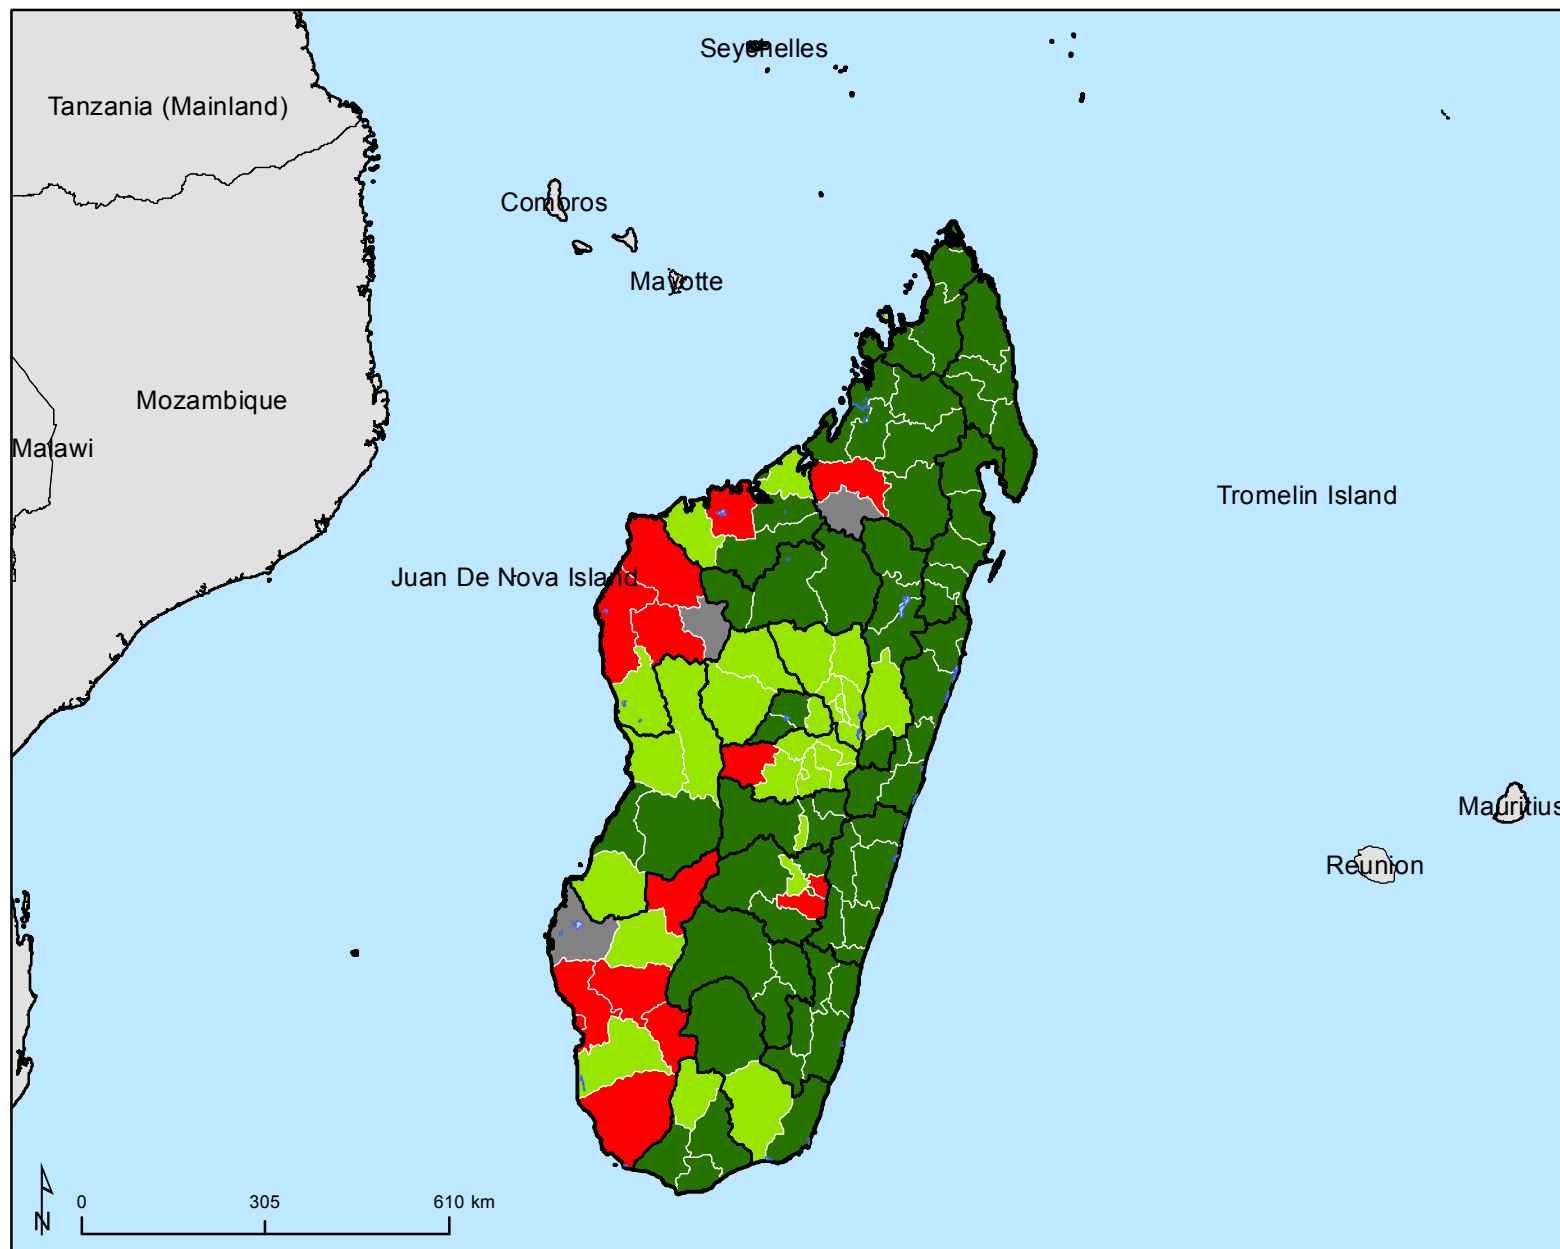 Seychelles
Tanzania (Mainland)
Comoros
Mayotte
Mozambique
Malawi
Tromelin Island
Juan De Nova Island
Mauritius
Reunion
0 305 610 km
N